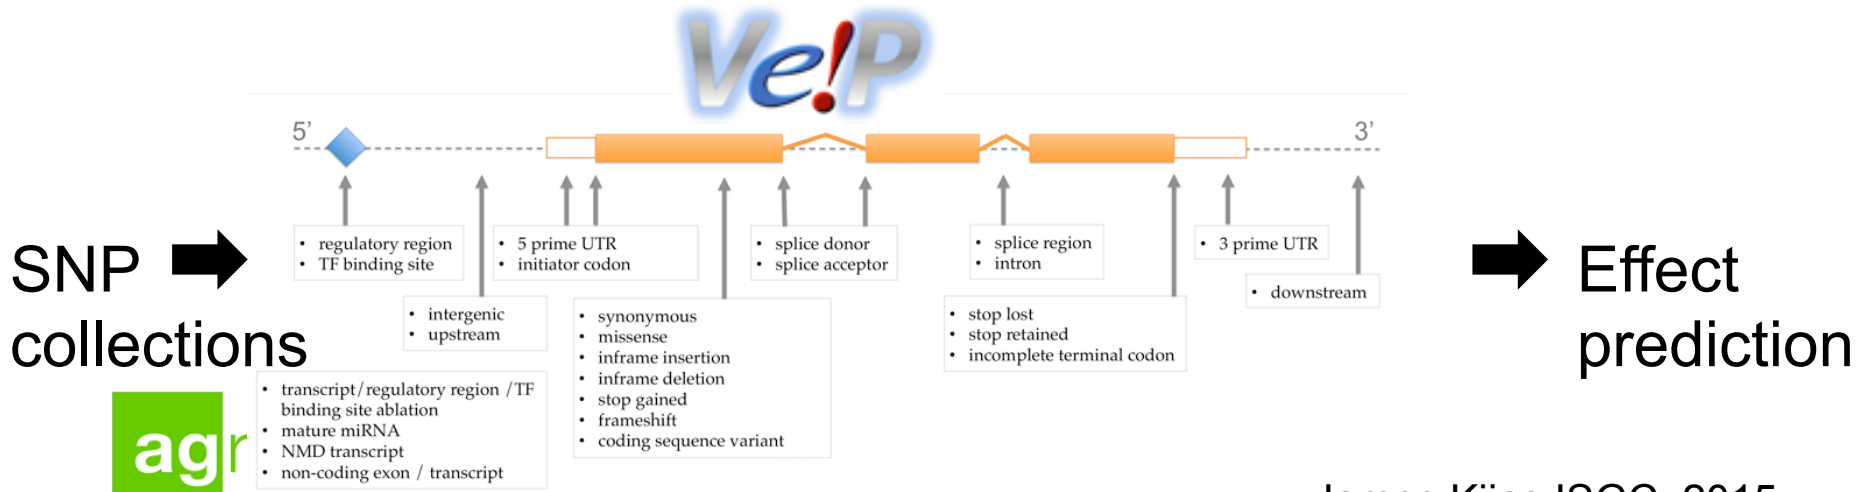 Ve!P
5’
3’
SNP
collections
• regulatory region
• TF binding site
• intergenic
• upstream
• 5 prime UTR
• initiator codon
• synonymous
• missense
• inframe insertion
• inframe deletion
• stop gained
• frameshift
• coding sequence variant
• splice donor
• splice acceptor
• splice region
• intron
• stop lost
• stop retained
• incomplete terminal codon
• 3 prime UTR
• downstream
• transcript/regulatory region /TF
binding site ablation
• mature miRNA
• NMD transcript
• non-coding exon / transcript
Effect
prediction
2015